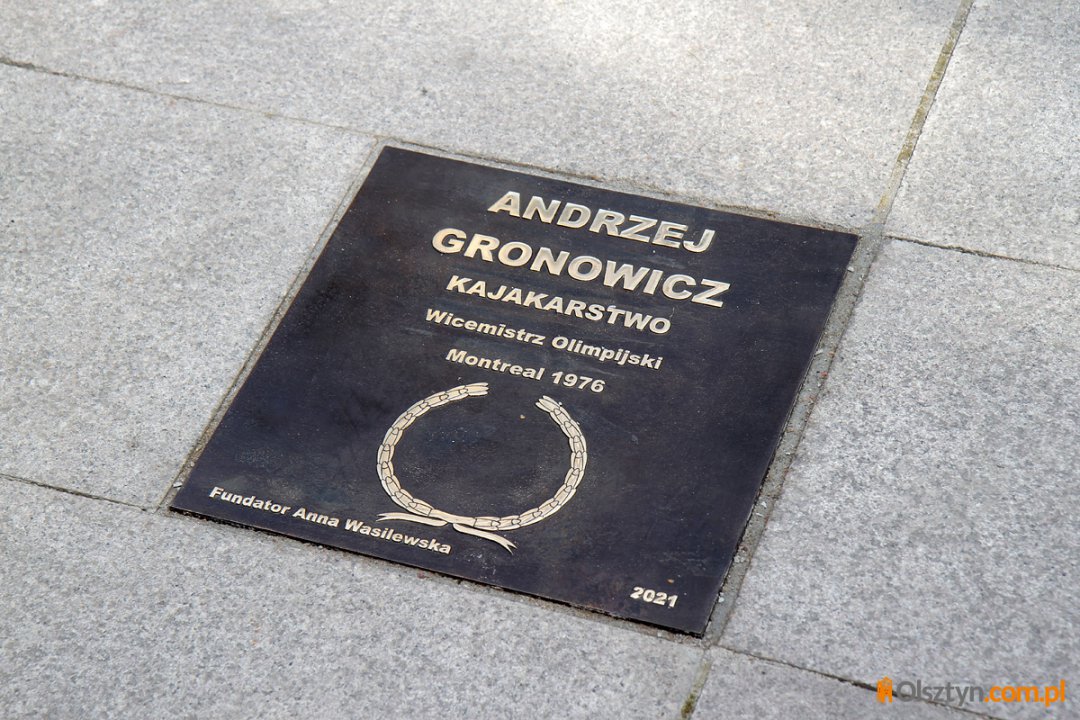 ANDRZEJ
GRONOWICZ
KAJAKARSTWO
Wicemistrz Olimpijski
Montreal 1976
Fundator Anna Wasilewska
2021
Olsztyn.com.pl